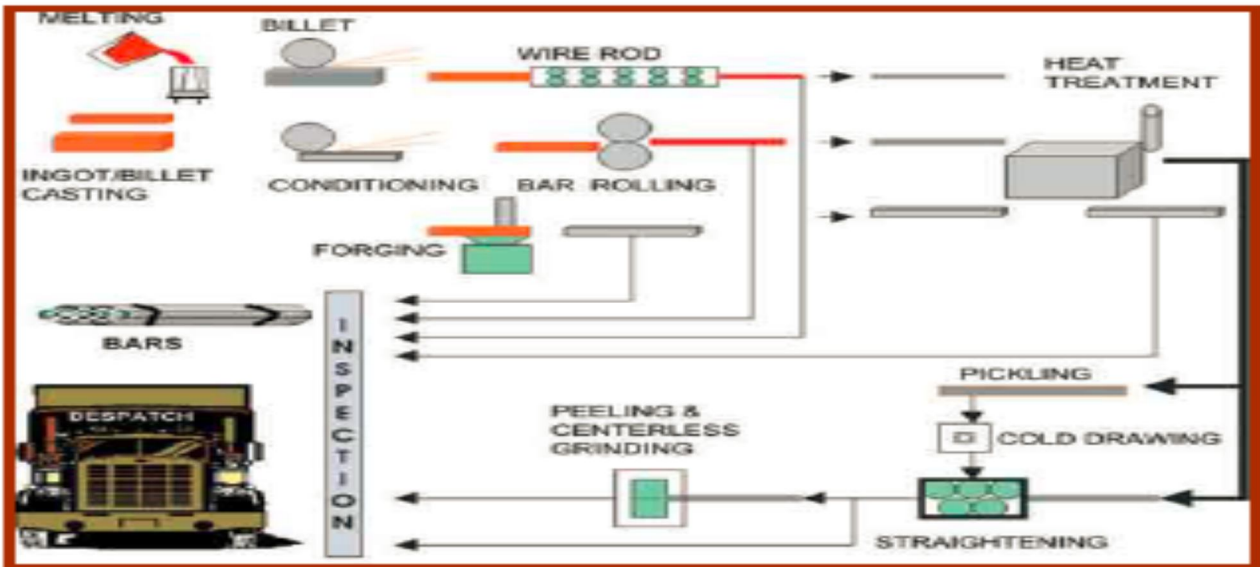 MELTING
BILLET
WIRE ROD
HEAT
TREATMENT
INGOT/BILLET
CASTING
CONDITIONING
BAR ROLLING
FORGING
BARS
INSPECTION
DESPATCH
PICKLING
PEELING &
CENTERLESS
GRINDING
COLD DRAWING
STRAIGHTENING